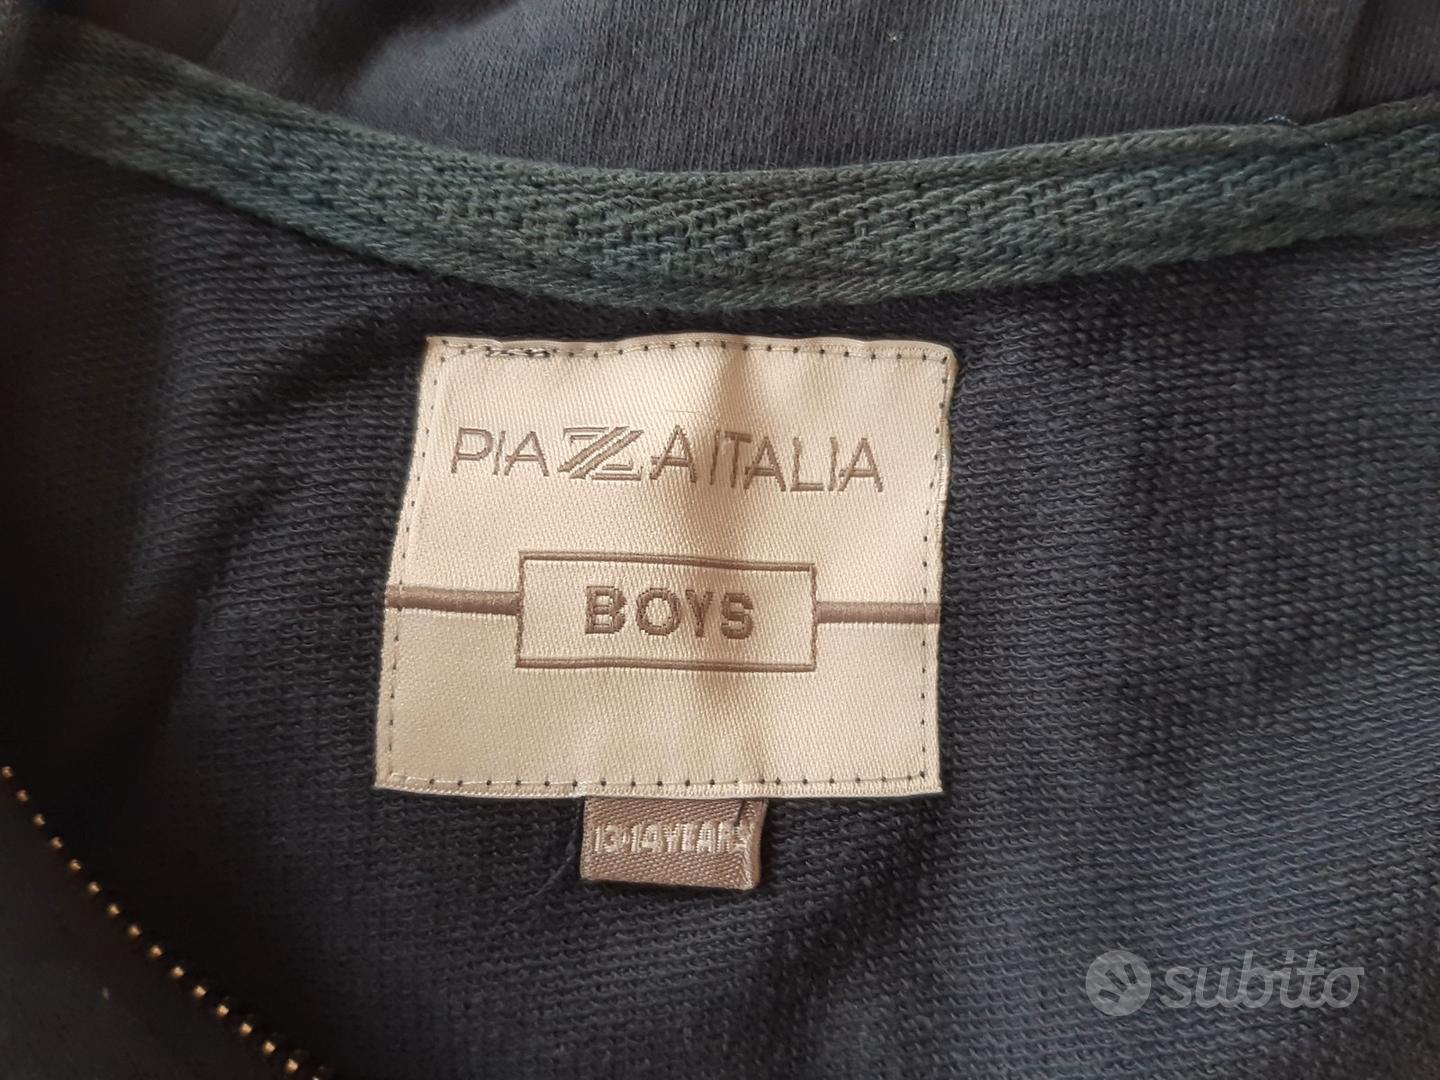 PIAZZA ITALIA
BOYS
13-14 YEARS
subito